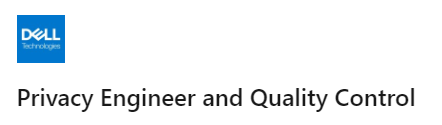 DELL
Technologies
Privacy Engineer and Quality Control